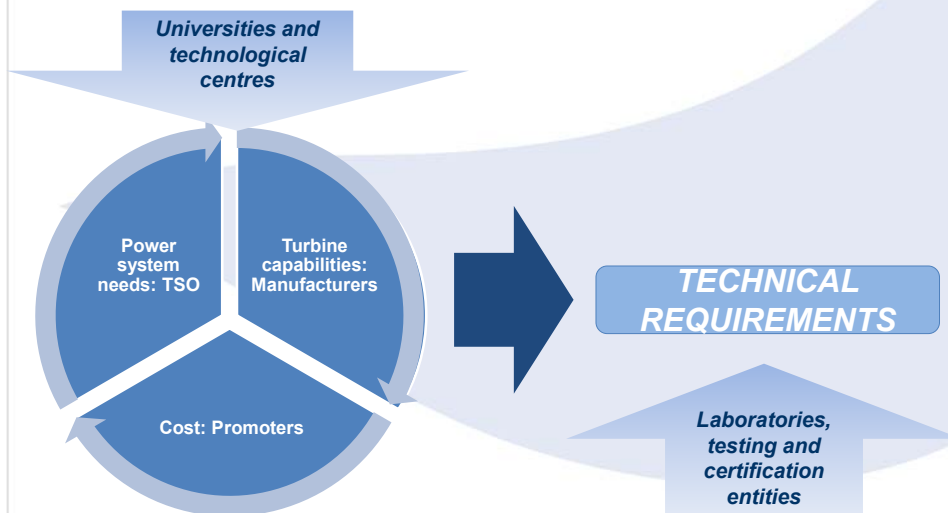 Universities and
technological
centres
Power
system
needs: TSO
Turbine
capabilities:
Manufacturers
Cost: Promoters
TECHNICAL
REQUIREMENTS
Laboratories,
testing and
certification
entities